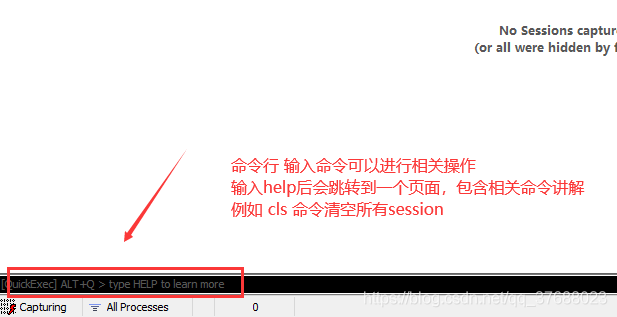 No Sessions capture
(or all were hidden by f
命令行 输入命令可以进行相关操作
输入help后会跳转到一个页面，包含相关命令讲解
例如 cls 命令清空所有session
[QuickExec] ALT+Q > type HELP to learn more
Capturing All Processes 0
https://blog.csdn.net/qq_37688023